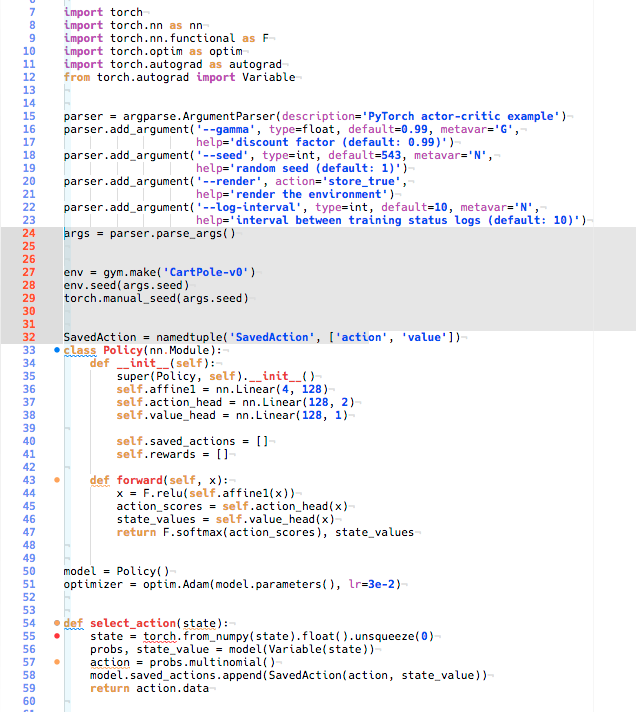 7 import torch
8 import torch.nn as nn
9 import torch.nn.functional as F
10 import torch.optim as optim
11 import torch.autograd as autograd
12 from torch.autograd import Variable
13
14
15 parser = argparse.ArgumentParser(description='PyTorch actor-critic example')
16 parser.add_argument('--gamma', type=float, default=0.99, metavar='G',
17                     help='discount factor (default: 0.99)')
18 parser.add_argument('--seed', type=int, default=543, metavar='N',
19                     help='random seed (default: 1)')
20 parser.add_argument('--render', action='store_true',
21                     help='render the environment')
22 parser.add_argument('--log-interval', type=int, default=10, metavar='N',
23                     help='interval between training status logs (default: 10)')
24 args = parser.parse_args()
25
26
27 env = gym.make('CartPole-v0')
28 env.seed(args.seed)
29 torch.manual_seed(args.seed)
30
31
32 SavedAction = namedtuple('SavedAction', ['action', 'value'])
33 class Policy(nn.Module):
34     def __init__(self):
35         super(Policy, self).__init__()
36         self.affine1 = nn.Linear(4, 128)
37         self.action_head = nn.Linear(128, 2)
38         self.value_head = nn.Linear(128, 1)
39
40         self.saved_actions = []
41         self.rewards = []
42
43     def forward(self, x):
44         x = F.relu(self.affine1(x))
45         action_scores = self.action_head(x)
46         state_values = self.value_head(x)
47         return F.softmax(action_scores), state_values
48
49
50 model = Policy()
51 optimizer = optim.Adam(model.parameters(), lr=3e-2)
52
53
54 def select_action(state):
55     state = torch.from_numpy(state).float().unsqueeze(0)
56     probs, state_value = model(Variable(state))
57     action = probs.multinomial()
58     model.saved_actions.append(SavedAction(action, state_value))
59     return action.data
60